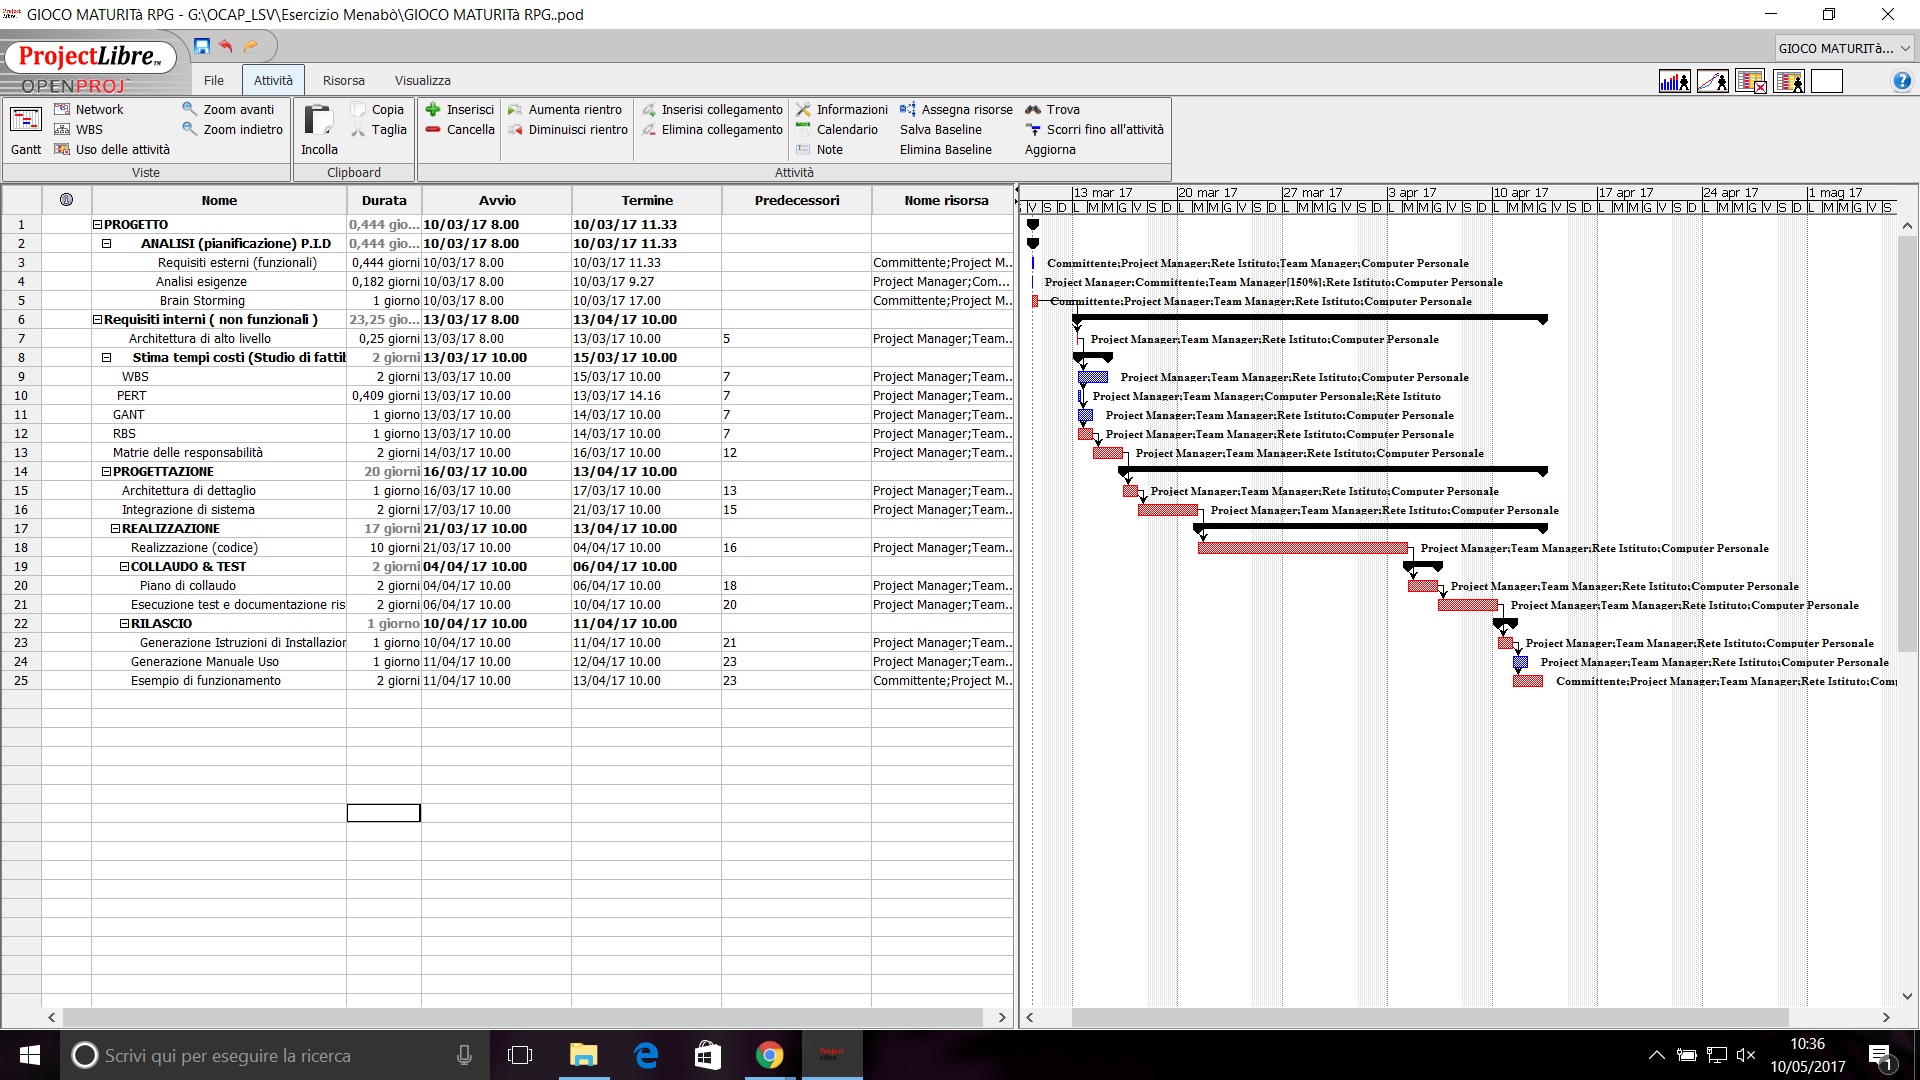 GIOCO MATURITà RPG - G:\OCAP_LSV\Esercizio Menabò\GIOCO MATURITà RPG..pod
ProjectLibre™
OPENPROJ
GIOCO MATURITà...
File Attività Risorsa Visualizza
Gantt
Network
WBS
Uso delle attività
Zoom avanti
Zoom indietro
Viste
Incolla
Copia
Taglia
Clipboard
Inserisci
Cancella
Aumenta rientro
Diminuisci rientro
Inserisi collegamento
Elimina collegamento
Informazioni
Calendario
Note
Assegna risorse
Salva Baseline
Elimina Baseline
Trova
Scorri fino all'attività
Aggiorna
Attività
Nome Durata Avvio Termine Predecessori Nome risorsa
1 PROGETTO 0,444 gio... 10/03/17 8.00 10/03/17 11.33
2 ANALISI (pianificazione) P.I.D 0,444 gio... 10/03/17 8.00 10/03/17 11.33
3 Requisiti esterni (funzionali) 0,444 giorni 10/03/17 8.00 10/03/17 11.33 Committente;Project M...
4 Analisi esigenze 0,182 giorni 10/03/17 8.00 10/03/17 9.27 Project Manager;Com...
5 Brain Storming 1 giorno 10/03/17 8.00 10/03/17 17.00 Committente;Project M...
6 Requisiti interni ( non funzionali ) 23,25 gio... 13/03/17 8.00 13/04/17 10.00
7 Architettura di alto livello 0,25 giorni 13/03/17 8.00 13/03/17 10.00 5 Project Manager;Team...
8 Stima tempi costi (Studio di fattib 2 giorni 13/03/17 10.00 15/03/17 10.00
9 WBS 2 giorni 13/03/17 10.00 15/03/17 10.00 7 Project Manager;Team...
10 PERT 0,409 giorni 13/03/17 10.00 13/03/17 14.16 7 Project Manager;Team...
11 GANT 1 giorno 13/03/17 10.00 14/03/17 10.00 7 Project Manager;Team...
12 RBS 1 giorno 13/03/17 10.00 14/03/17 10.00 7 Project Manager;Team...
13 Matrie delle responsabilità 2 giorni 14/03/17 10.00 16/03/17 10.00 12 Project Manager;Team...
14 PROGETTAZIONE 20 giorni 16/03/17 10.00 13/04/17 10.00
15 Architettura di dettaglio 1 giorno 16/03/17 10.00 17/03/17 10.00 13 Project Manager;Team...
16 Integrazione di sistema 2 giorni 17/03/17 10.00 21/03/17 10.00 15 Project Manager;Team...
17 REALIZZAZIONE 17 giorni 21/03/17 10.00 13/04/17 10.00
18 Realizzazione (codice) 10 giorni 21/03/17 10.00 04/04/17 10.00 16 Project Manager;Team...
19 COLLAUDO & TEST 2 giorni 04/04/17 10.00 06/04/17 10.00
20 Piano di collaudo 2 giorni 04/04/17 10.00 06/04/17 10.00 18 Project Manager;Team...
21 Esecuzione test e documentazione ris 2 giorni 06/04/17 10.00 10/04/17 10.00 20 Project Manager;Team...
22 RILASCIO 1 giorno 10/04/17 10.00 11/04/17 10.00
23 Generazione Istruzioni di Installazior 1 giorno 10/04/17 10.00 11/04/17 10.00 21 Project Manager;Team...
24 Generazione Manuale Uso 1 giorno 11/04/17 10.00 12/04/17 10.00 23 Project Manager;Team...
25 Esempio di funzionamento 2 giorni 11/04/17 10.00 13/04/17 10.00 23 Committente;Project M...
13 mar 17 20 mar 17 27 mar 17 3 apr 17 10 apr 17 17 apr 17 24 apr 17 1 mag 17
V S D L M M G V S D L M M G V S D L M M G V S D L M M G V S D L M M G V S D L M M G V S D L M M G V S D L M M G V S
Committente;Project Manager;Rete Istituto;Team Manager;Computer Personale
Project Manager;Committente;Team Manager[150%];Rete Istituto;Computer Personale
Committente;Project Manager;Team Manager;Rete Istituto;Computer Personale
Project Manager;Team Manager;Rete Istituto;Computer Personale
Project Manager;Team Manager;Rete Istituto;Computer Personale
Project Manager;Team Manager;Computer Personale;Rete Istituto
Project Manager;Team Manager;Rete Istituto;Computer Personale
Project Manager;Team Manager;Rete Istituto;Computer Personale
Project Manager;Team Manager;Rete Istituto;Computer Personale
Project Manager;Team Manager;Rete Istituto;Computer Personale
Project Manager;Team Manager;Rete Istituto;Computer Personale
Project Manager;Team Manager;Rete Istituto;Computer Personale
Project Manager;Team Manager;Rete Istituto;Computer Personale
Project Manager;Team Manager;Rete Istituto;Computer Personale
Project Manager;Team Manager;Rete Istituto;Computer Personale
Project Manager;Team Manager;Rete Istituto;Computer Personale
Committente;Project Manager;Team Manager;Rete Istituto;Com
Scrivi qui per eseguire la ricerca
10:36
10/05/2017
1